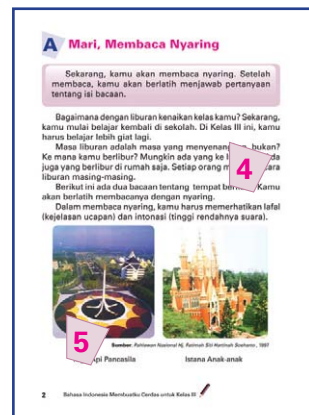 A Mari, Membaca Nyaring
Sekarang, kamu akan membaca nyaring. Setelah
membaca, kamu akan berlatih menjawab pertanyaan
tentang isi bacaan.
Bagaimana dengan liburan kenaikan kelas kamu? Sekarang,
kamu mulai belajar kembali di sekolah. Di Kelas III ini, kamu
harus belajar lebih giat lagi.
Masa liburan adalah masa yang bukan?
Ke mana kamu berlibur? Mungkin ada yang ke
4
juga yang berlibur di rumah saja. Setiap orang
liburan masing-masing.
Berikut ini ada dua bacaan tentang tempat Kamu
akan berlatih membacanya dengan nyaring.
Dalam membaca nyaring, kamu harus memerhatikan lafal
(kejelasan ucapan) dan intonasi (tinggi rendahnya suara).
Sumber: Pahlawan Nasional Hj. Fatimah Siti Hartinah Soeharto, 1997
5
Api Pancasila Istana Anak-anak
2 Bahasa Indonesia Membuatku Cerdas untuk Kelas III